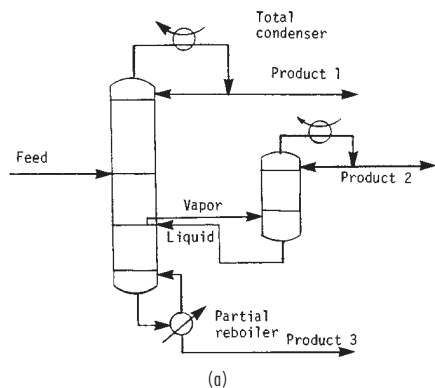 Total
condenser
Product 1
Feed
Product 2
Vapor
Liquid
Partial
reboiler
Product 3
(a)